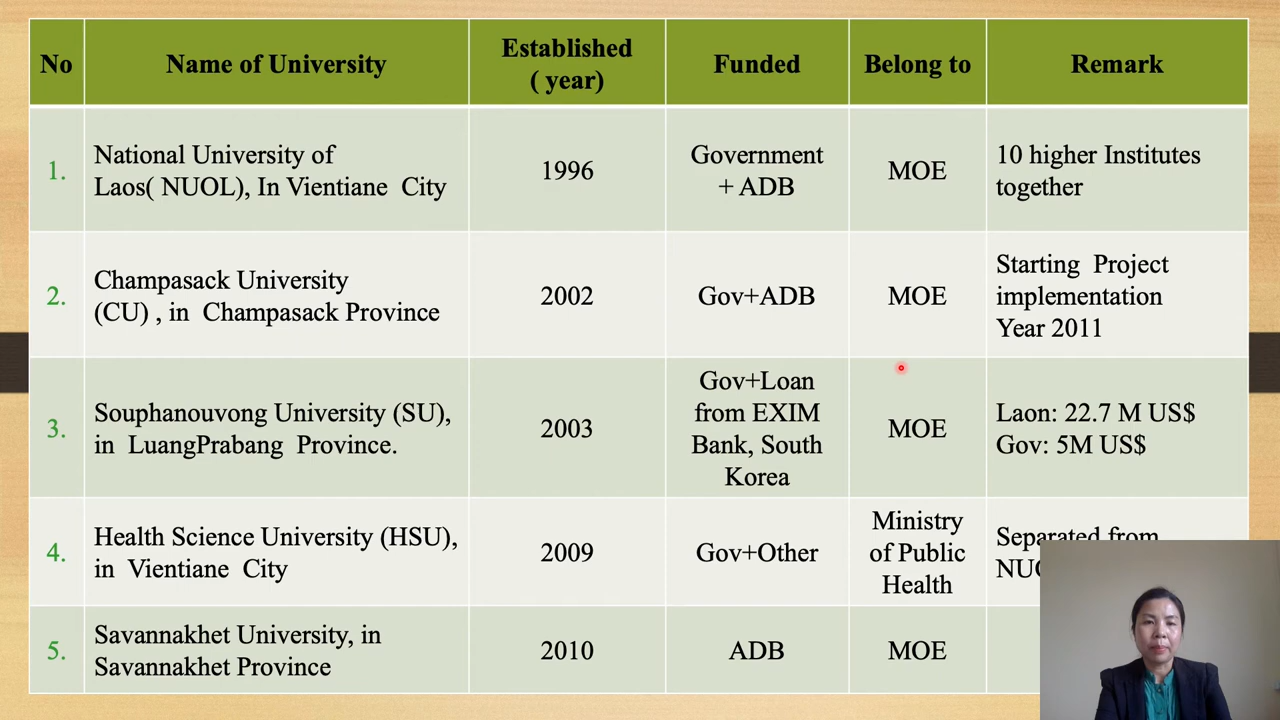 No
Name of University
Established
( year)
Funded
Belong to
Remark
1.
National University of
Laos( NUOL), In Vientiane City
1996
Government
+ ADB
MOE
10 higher Institutes
together
2.
Champasack University
(CU) , in Champasack Province
2002
Gov+ADB
MOE
Starting Project
implementation
Year 2011
3.
Souphanouvong University (SU),
in LuangPrabang Province.
2003
Gov+Loan
from EXIM
Bank, South
Korea
MOE
Laon: 22.7 M US$
Gov: 5M US$
4.
Health Science University (HSU),
in Vientiane City
2009
Gov+Other
Ministry
of Public
Health
Separated from
5.
Savannakhet University, in
Savannakhet Province
2010
ADB
MOE